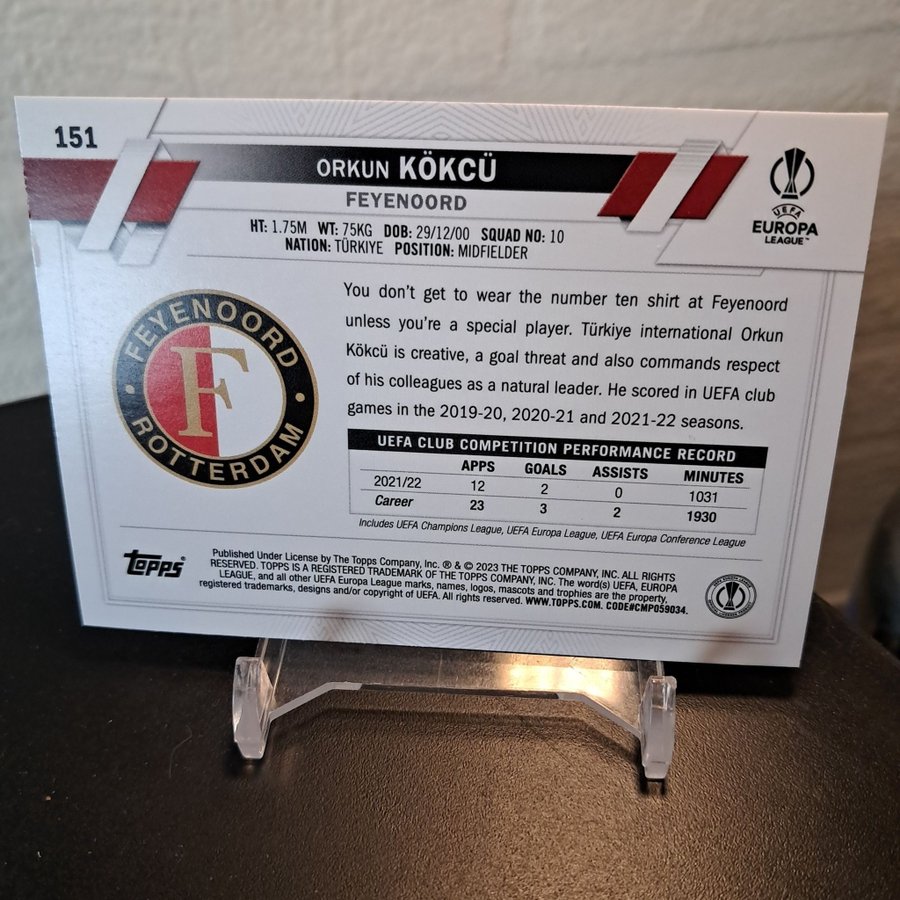 151
ORKUN KÖKCÜ
FEYENOORD
HT: 1.75M WT: 75KG DOB: 29/12/00 SQUAD NO: 10
NATION: TÜRKIYE POSITION: MIDFIELDER
UEFA
EUROPA
LEAGUE™
FEYENOORD
F
ROTTERDAM
You don't get to wear the number ten shirt at Feyenoord
unless you're a special player. Türkiye international Orkun
Kökcü is creative, a goal threat and also commands respect
of his colleagues as a natural leader. He scored in UEFA club
games in the 2019-20, 2020-21 and 2021-22 seasons.
UEFA CLUB COMPETITION PERFORMANCE RECORD
APPS GOALS ASSISTS MINUTES
2021/22 12 2 0 1031
Career 23 3 2 1930
Includes UEFA Champions League, UEFA Europa League, UEFA Europa Conference League
topps®
Published Under License by The Topps Company, Inc. ® & © 2023 THE TOPPS COMPANY, INC. ALL RIGHTS
RESERVED. TOPPS IS A REGISTERED TRADEMARK OF THE TOPPS COMPANY, INC. The word(s) UEFA, EUROPA
LEAGUE, and all other UEFA Europa League marks, names, logos, mascots and trophies are the property,
registered trademarks, designs and/or copyright of UEFA. All rights reserved. WWW.TOPPS.COM. CODE#CMP059034.